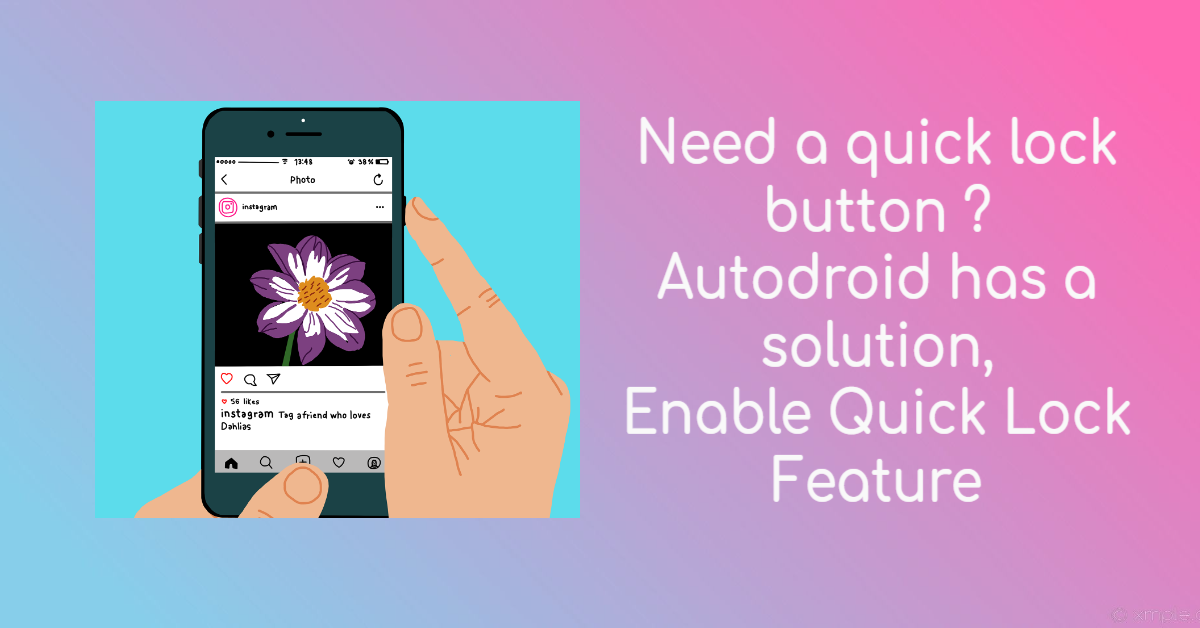 13:48 38%
Photo
instagram
56 likes
instagram Tag a friend who loves
Dahlias
Need a quick lock
button ?
Autodroid has a
solution,
Enable Quick Lock
Feature